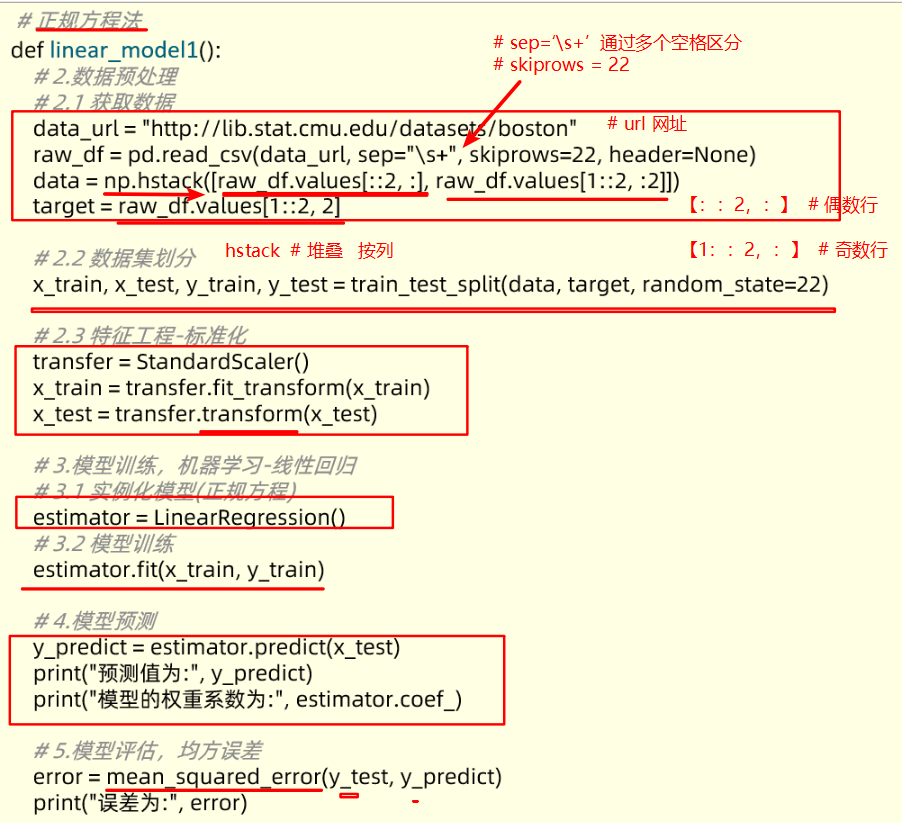 # 正规方程法
def linear_model1():
# sep=‘\s+’ 通过多个空格区分
# skiprows = 22
# 2.数据预处理
# 2.1 获取数据
data_url = "http://lib.stat.cmu.edu/datasets/boston"
# url 网址
raw_df = pd.read_csv(data_url, sep="\s+", skiprows=22, header=None)
data = np.hstack([raw_df.values[::2, :], raw_df.values[1::2, :2]])
target = raw_df.values[1::2, 2]
【：：2，：】 # 偶数行
# 2.2 数据集划分
hstack # 堆叠 按列
【1：：2，：】 # 奇数行
x_train, x_test, y_train, y_test = train_test_split(data, target, random_state=22)
# 2.3 特征工程-标准化
transfer = StandardScaler()
x_train = transfer.fit_transform(x_train)
x_test = transfer.transform(x_test)
# 3.模型训练，机器学习-线性回归
# 3.1 实例化模型(正规方程)
estimator = LinearRegression()
# 3.2 模型训练
estimator.fit(x_train, y_train)
# 4.模型预测
y_predict = estimator.predict(x_test)
print("预测值为:", y_predict)
print("模型的权重系数为:", estimator.coef_)
# 5.模型评估，均方误差
error = mean_squared_error(y_test, y_predict)
print("误差为:", error)